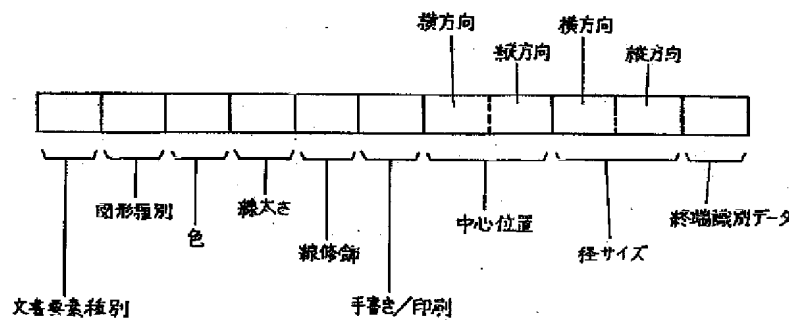 横方向
縦方向
横方向
縦方向
文書要素種別
図形種別
色
線太さ
線修飾
手書き/印刷
中心位置
径サイズ
終端識別データ